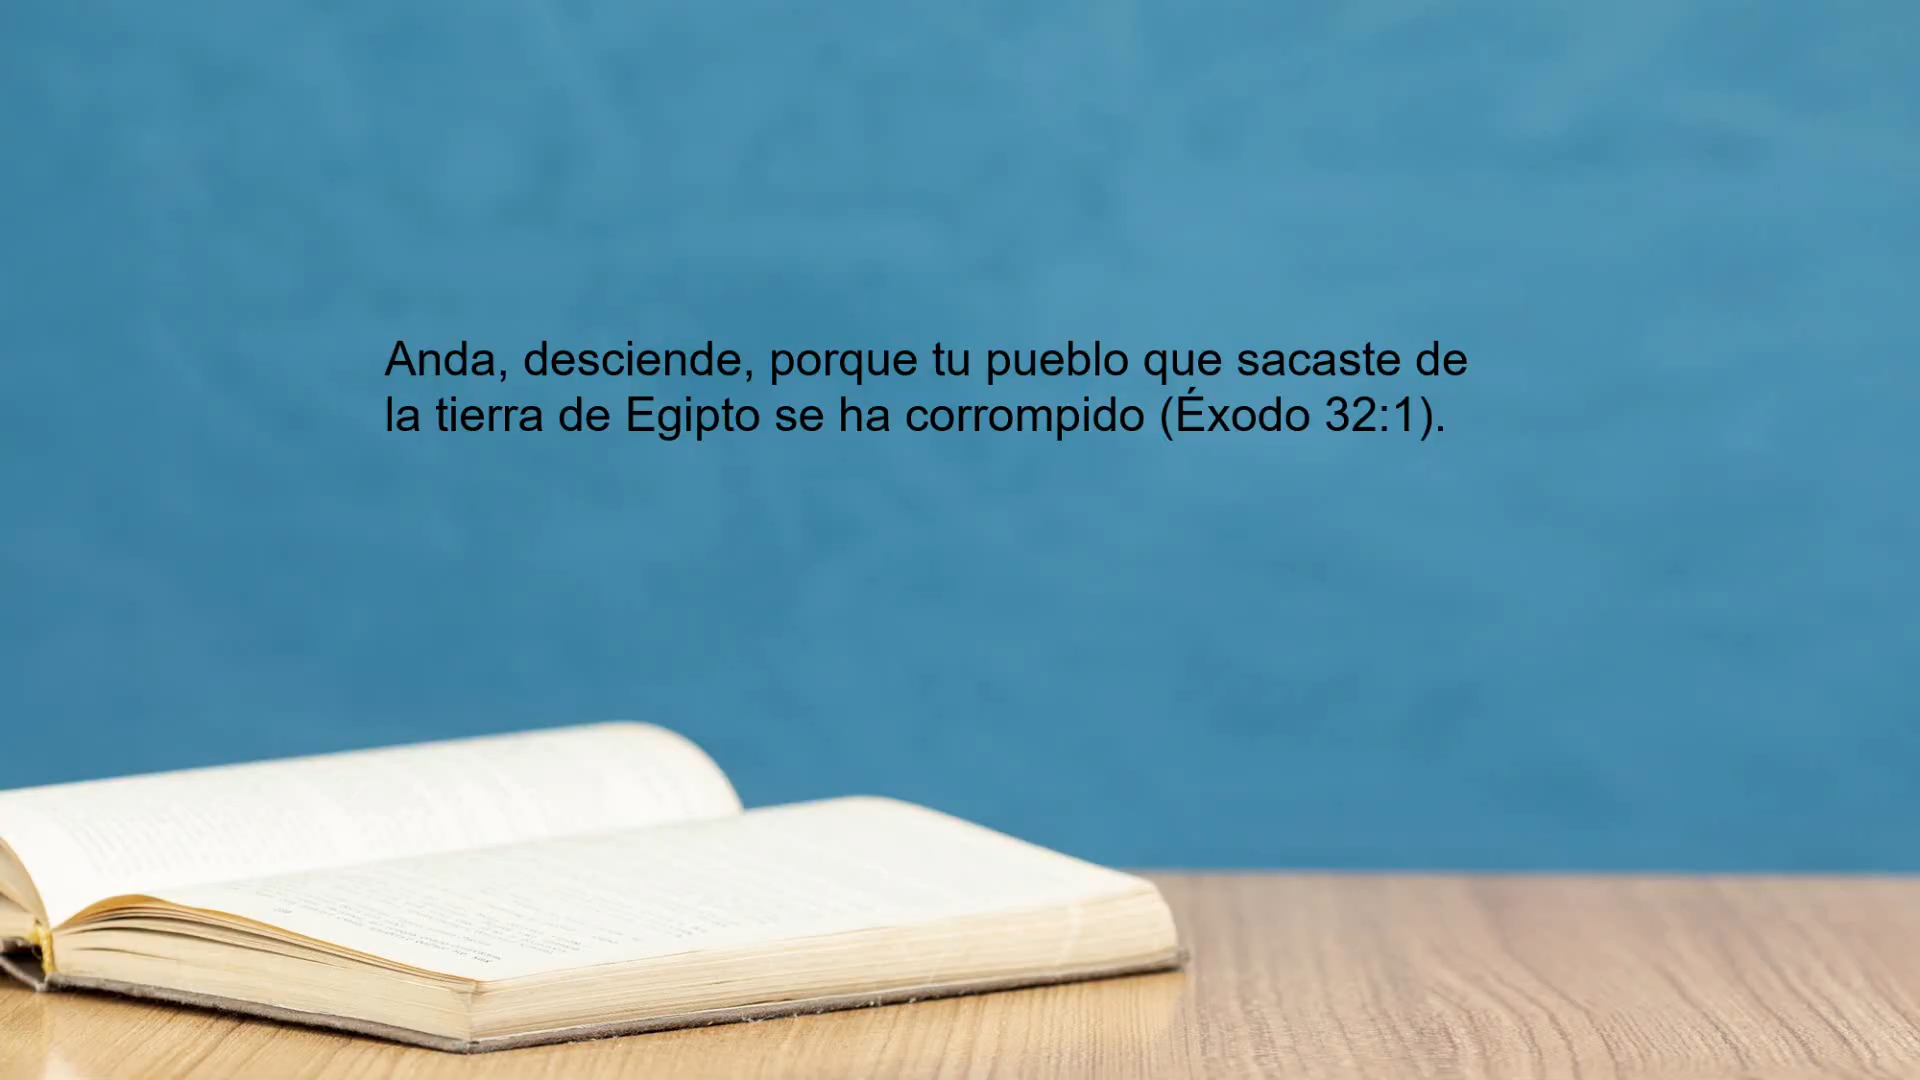 Anda, desciende, porque tu pueblo que sacaste de
la tierra de Egipto se ha corrompido (Éxodo 32:1).